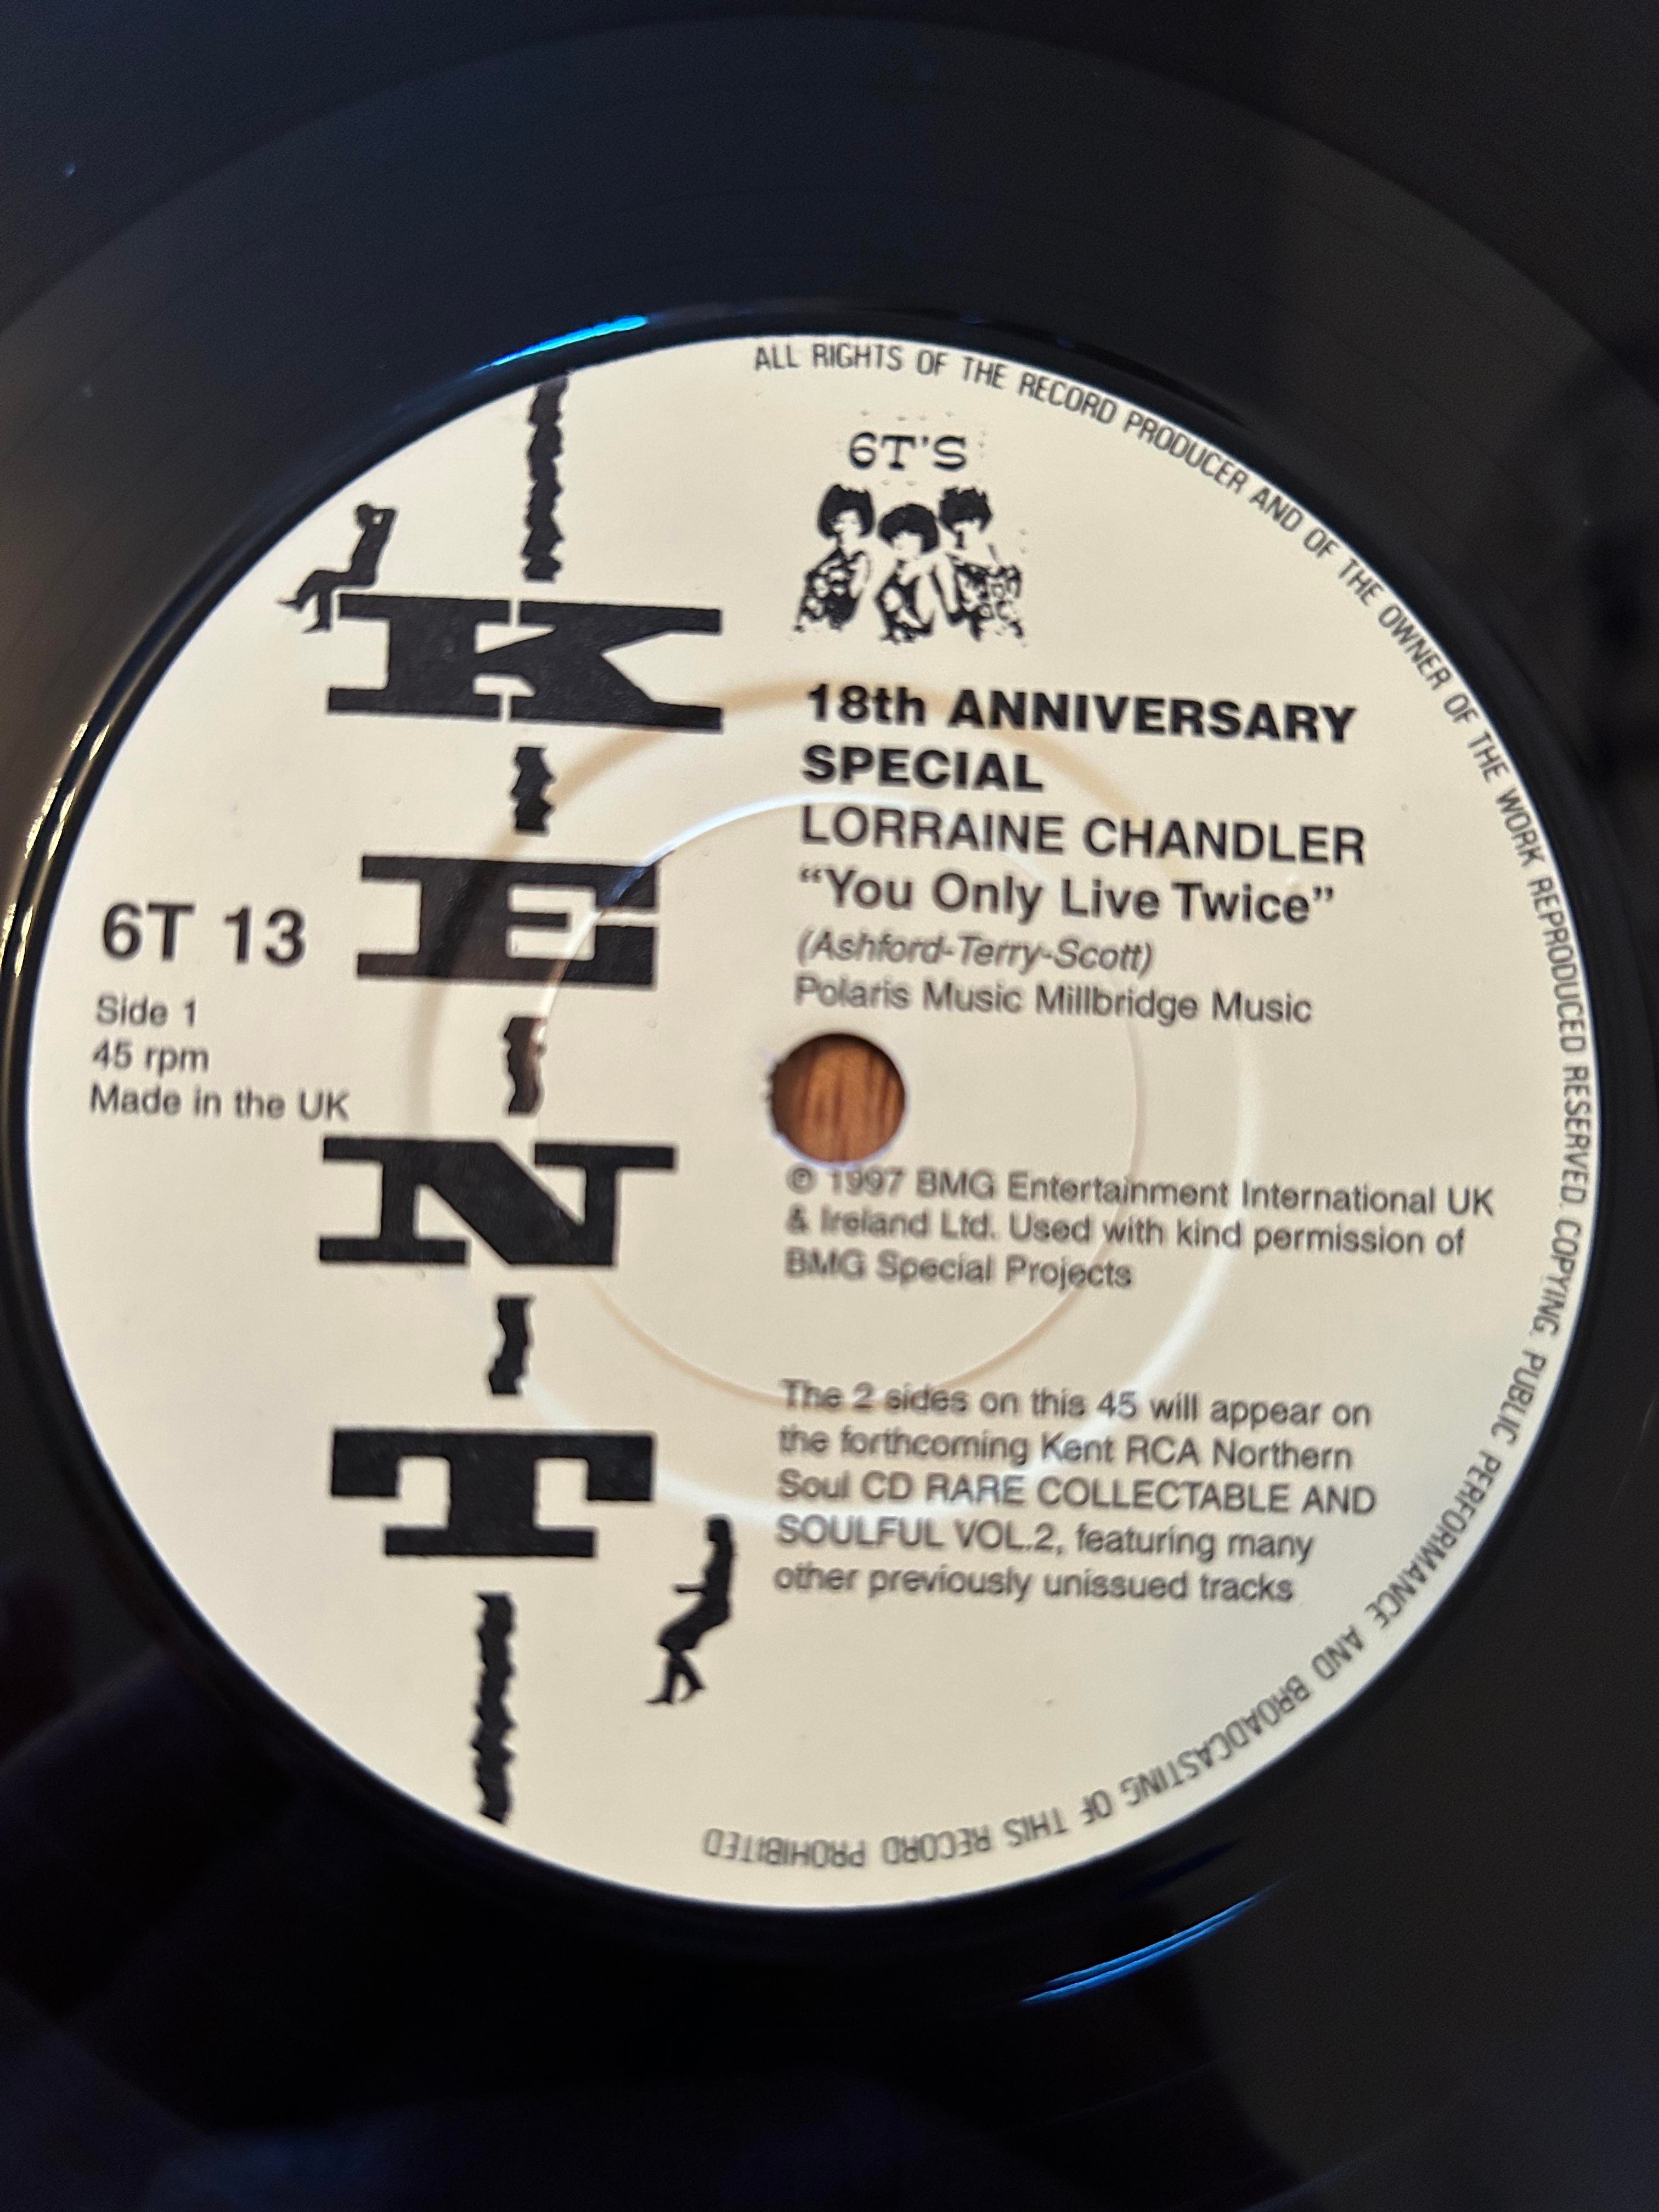 ALL RIGHTS OF THE RECORD PRODUCER AND OF THE OWNER OF THE WORK REPRODUCED RESERVED. COPYING. PUBLIC PERFORMANCE AND BROADCASTING OF THIS RECORD PROHIBITED
6T'S
KENT
18th ANNIVERSARY
SPECIAL
LORRAINE CHANDLER
“You Only Live Twice”
(Ashford-Terry-Scott)
Polaris Music Millbridge Music
6T 13
Side 1
45 rpm
Made in the UK
© 1997 BMG Entertainment International UK
& Ireland Ltd. Used with kind permission of
BMG Special Projects
The 2 sides on this 45 will appear on
the forthcoming Kent RCA Northern
Soul CD RARE COLLECTABLE AND
SOULFUL VOL.2, featuring many
other previously unissued tracks